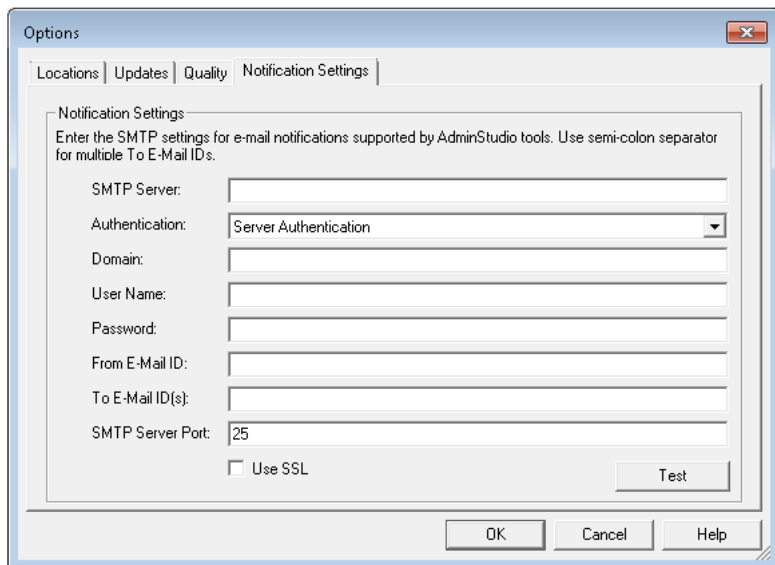 Options
Locations Updates Quality Notification Settings
Notification Settings
Enter the SMTP settings for e-mail notifications supported by AdminStudio tools. Use semi-colon separator
for multiple To E-Mail IDs.
SMTP Server:
Authentication: Server Authentication
Domain:
User Name:
Password:
From E-Mail ID:
To E-Mail ID(s):
SMTP Server Port: 25
Use SSL
Test
OK Cancel Help